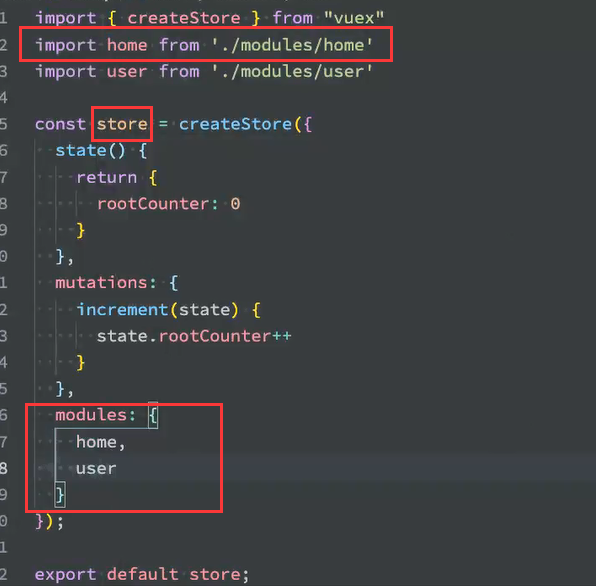 1 import { createStore } from "vuex"
2 import home from './modules/home'
3 import user from './modules/user'
4
5 const store = createStore({
6 state() {
7 return {
8 rootCounter: 0
9 }
0 },
1 mutations: {
2 increment(state) {
3 state.rootCounter++
4 }
5 },
6 modules: {
7 home,
8 user
9 }
0 });
1
2 export default store;